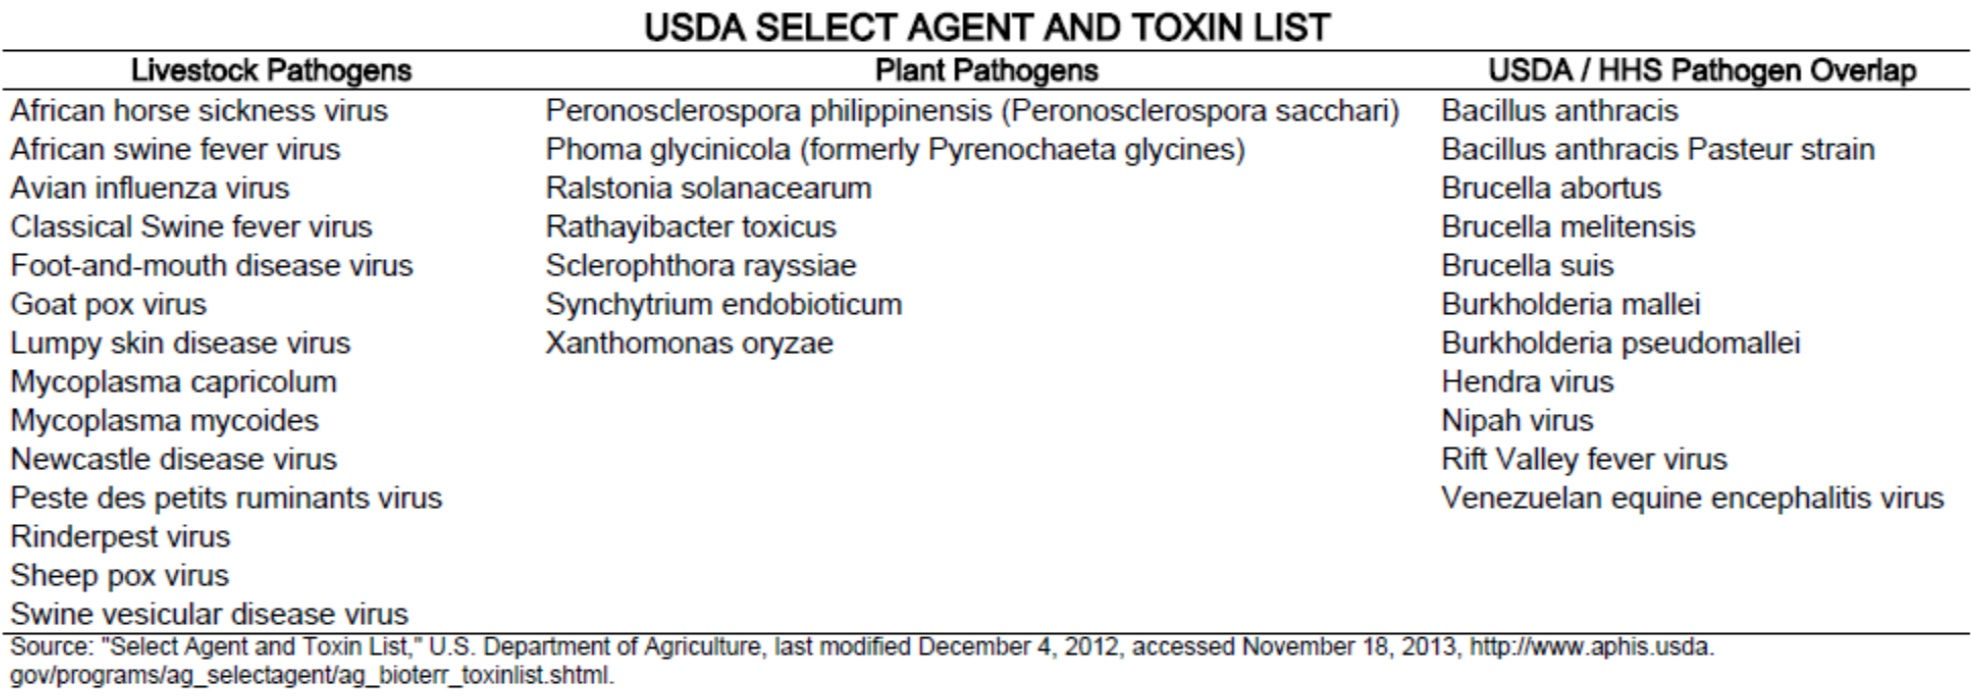 USDA SELECT AGENT AND TOXIN LIST
Livestock Pathogens Plant Pathogens USDA / HHS Pathogen Overlap
African horse sickness virus Peronosclerospora philippinensis (Peronosclerospora sacchari) Bacillus anthracis
African swine fever virus Phoma glycinicola (formerly Pyrenochaeta glycines) Bacillus anthracis Pasteur strain
Avian influenza virus Ralstonia solanacearum Brucella abortus
Classical Swine fever virus Rathayibacter toxicus Brucella melitensis
Foot-and-mouth disease virus Sclerophthora rayssiae Brucella suis
Goat pox virus Synchytrium endobioticum Burkholderia mallei
Lumpy skin disease virus Xanthomonas oryzae Burkholderia pseudomallei
Mycoplasma capricolum Hendra virus
Mycoplasma mycoides Nipah virus
Newcastle disease virus Rift Valley fever virus
Peste des petits ruminants virus Venezuelan equine encephalitis virus
Rinderpest virus
Sheep pox virus
Swine vesicular disease virus
Source: "Select Agent and Toxin List," U.S. Department of Agriculture, last modified December 4, 2012, accessed November 18, 2013, http://www.aphis.usda.
gov/programs/ag_selectagent/ag_bioterr_toxinlist.shtml.